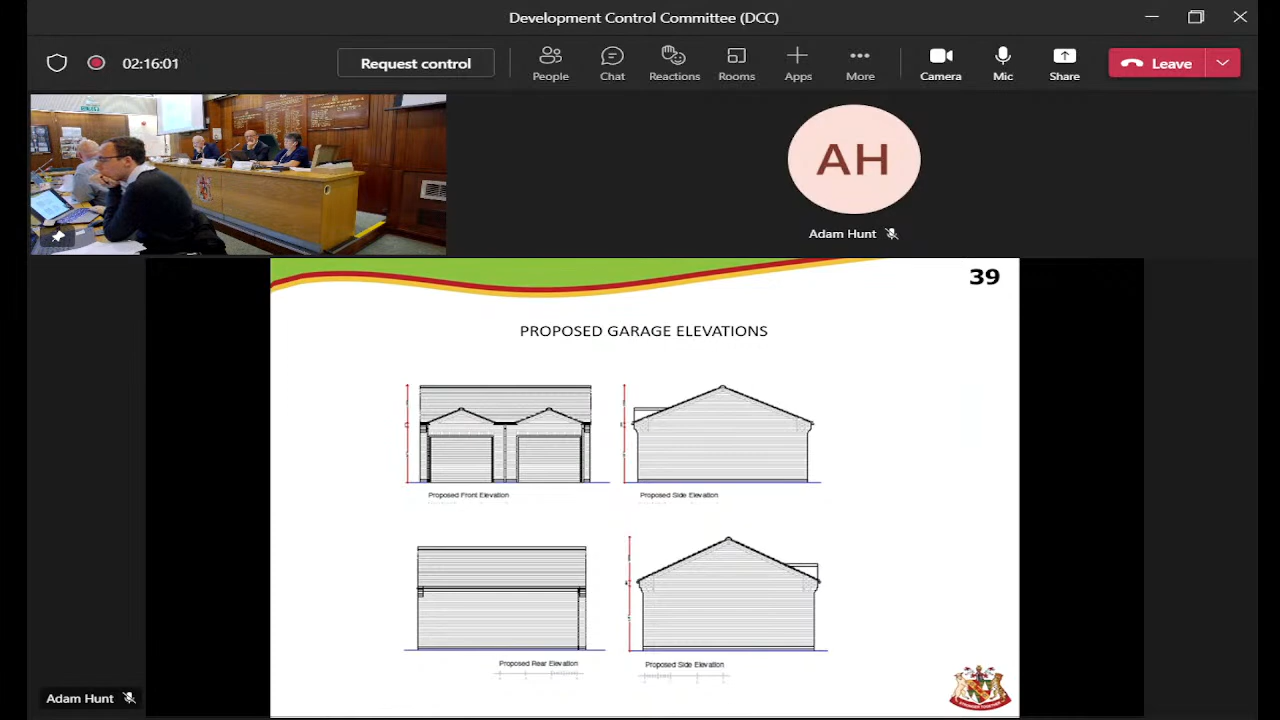 Development Control Committee (DCC)
02:16:01
Request control
People
Chat
Reactions
Rooms
Apps
More
Camera
Mic
Share
Leave
AH
Adam Hunt
39
PROPOSED GARAGE ELEVATIONS
Proposed Front Elevation
Proposed Side Elevation
Proposed Rear Elevation
Proposed Side Elevation
STRONGER TOGETHER
Adam Hunt